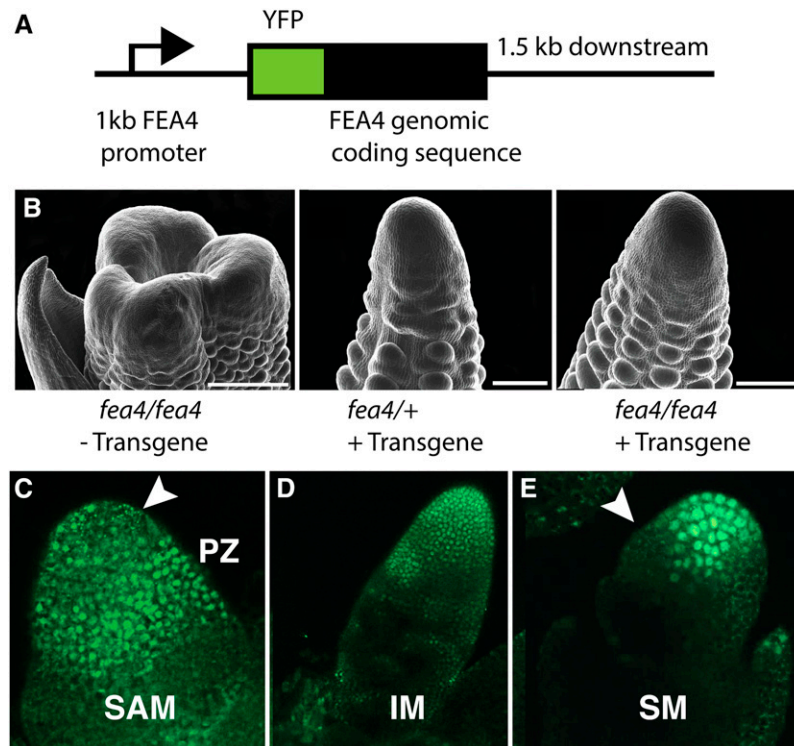 A
YFP
1.5 kb downstream
1kb FEA4
promoter
FEA4 genomic
coding sequence
B
fea4/fea4
- Transgene
fea4/+
+ Transgene
fea4/fea4
+ Transgene
C
PZ
SAM
D
IM
E
SM